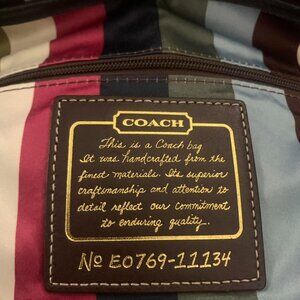 COACH
This is a Coach bag
It was handcrafted from the
finest materials. Its superior
craftsmanship and attention to
detail reflect our commitment
to enduring quality.
No E0769-11134